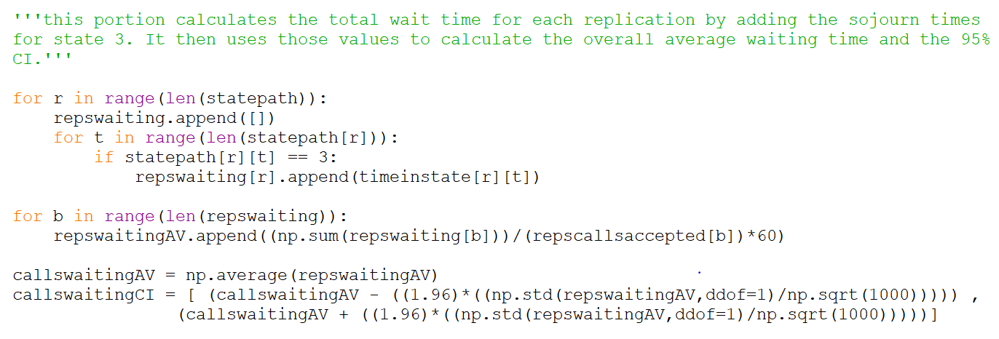 '''this portion calculates the total wait time for each replication by adding the sojourn times
for state 3. It then uses those values to calculate the overall average waiting time and the 95%
CI.'''

for r in range(len(statepath)):
    repswaiting.append([])
    for t in range(len(statepath[r])):
        if statepath[r][t] == 3:
            repswaiting[r].append(timeinstate[r][t])

for b in range(len(repswaiting)):
    repswaitingAV.append((np.sum(repswaiting[b]))/(repscallsaccepted[b])*60)

callswaitingAV = np.average(repswaitingAV)
callswaitingCI = [ (callswaitingAV - ((1.96)*((np.std(repswaitingAV,ddof=1)/np.sqrt(1000))))) ,
                (callswaitingAV + ((1.96)*((np.std(repswaitingAV,ddof=1)/np.sqrt(1000)))))]